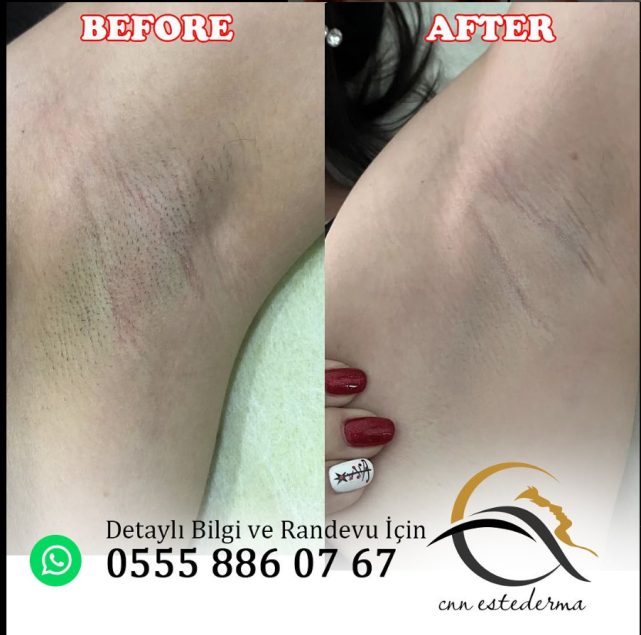 BEFORE
AFTER
Detaylı Bilgi ve Randevu İçin
0555 886 07 67
cnn estederma